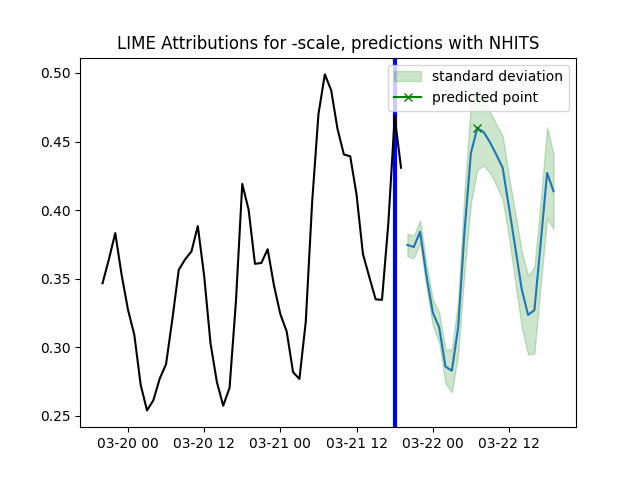 LIME Attributions for -scale, predictions with NHITS
standard deviation
predicted point
0.50
0.45
0.40
0.35
0.30
0.25
03-20 00 03-20 12 03-21 00 03-21 12 03-22 00 03-22 12